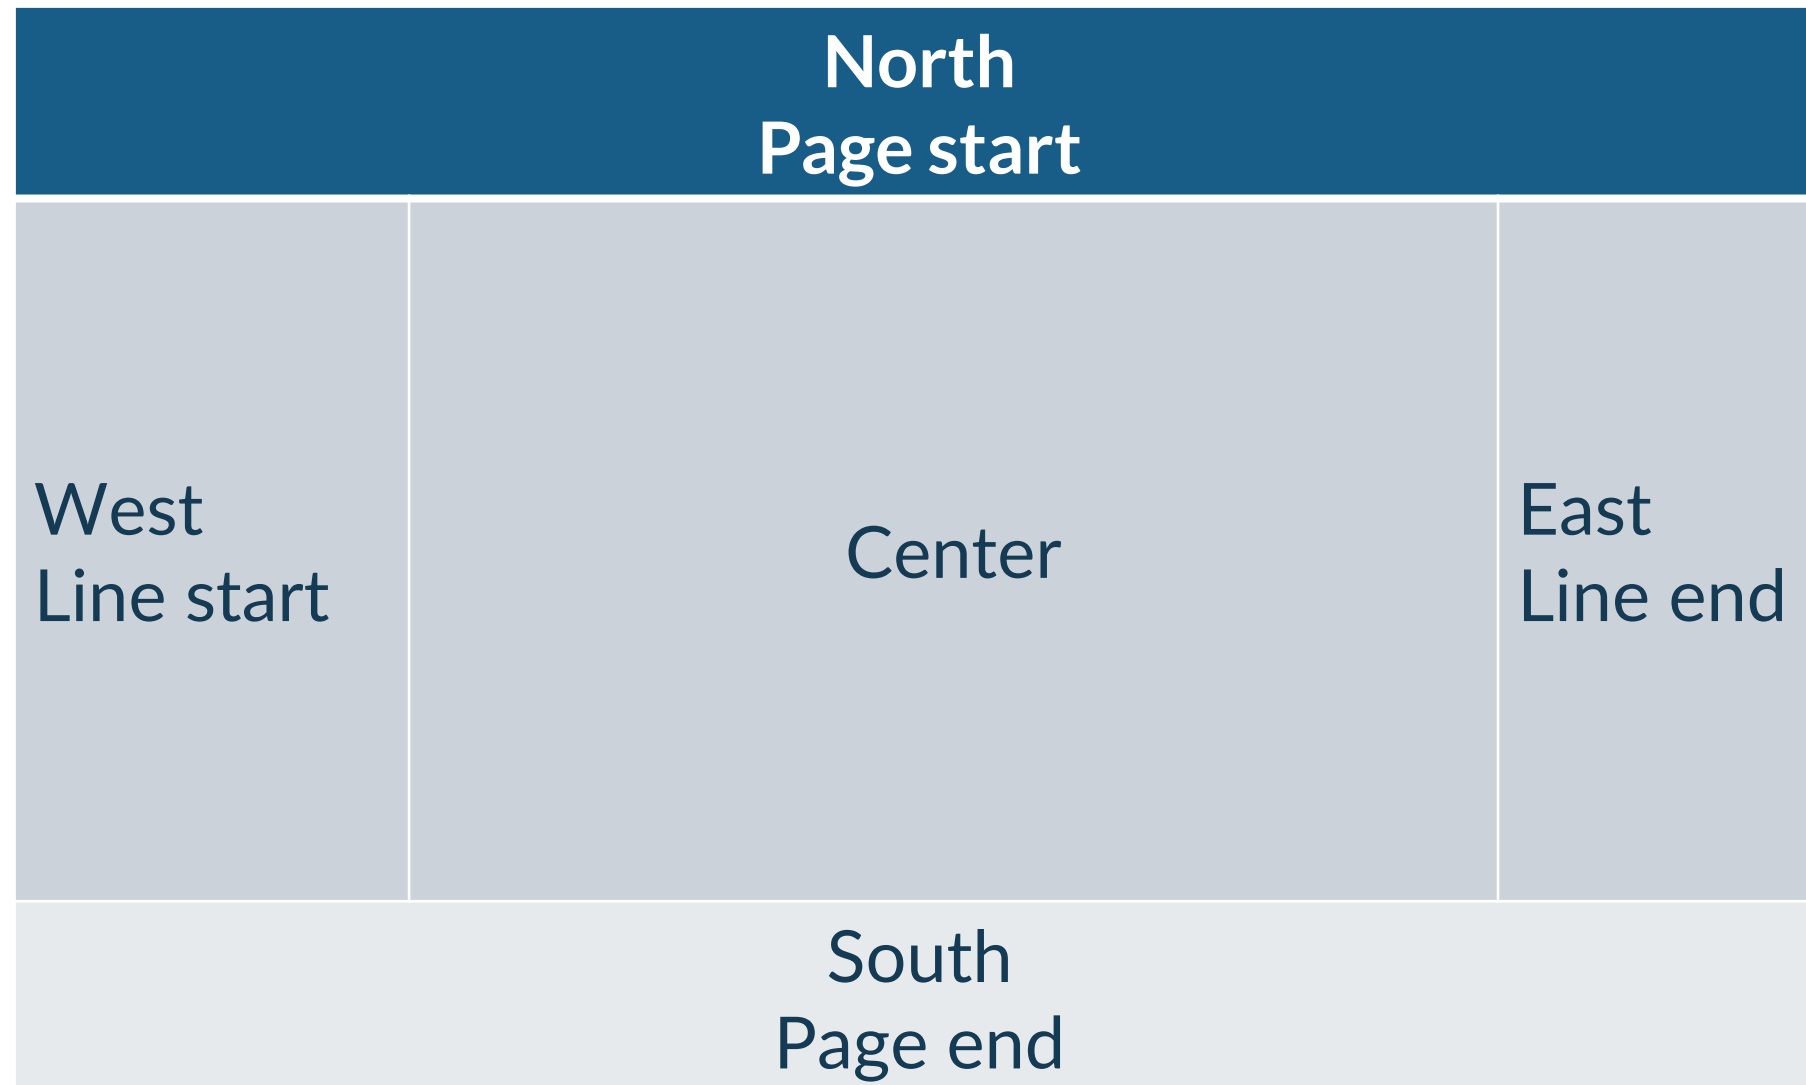 North
Page start
West
Line start
Center
East
Line end
South
Page end